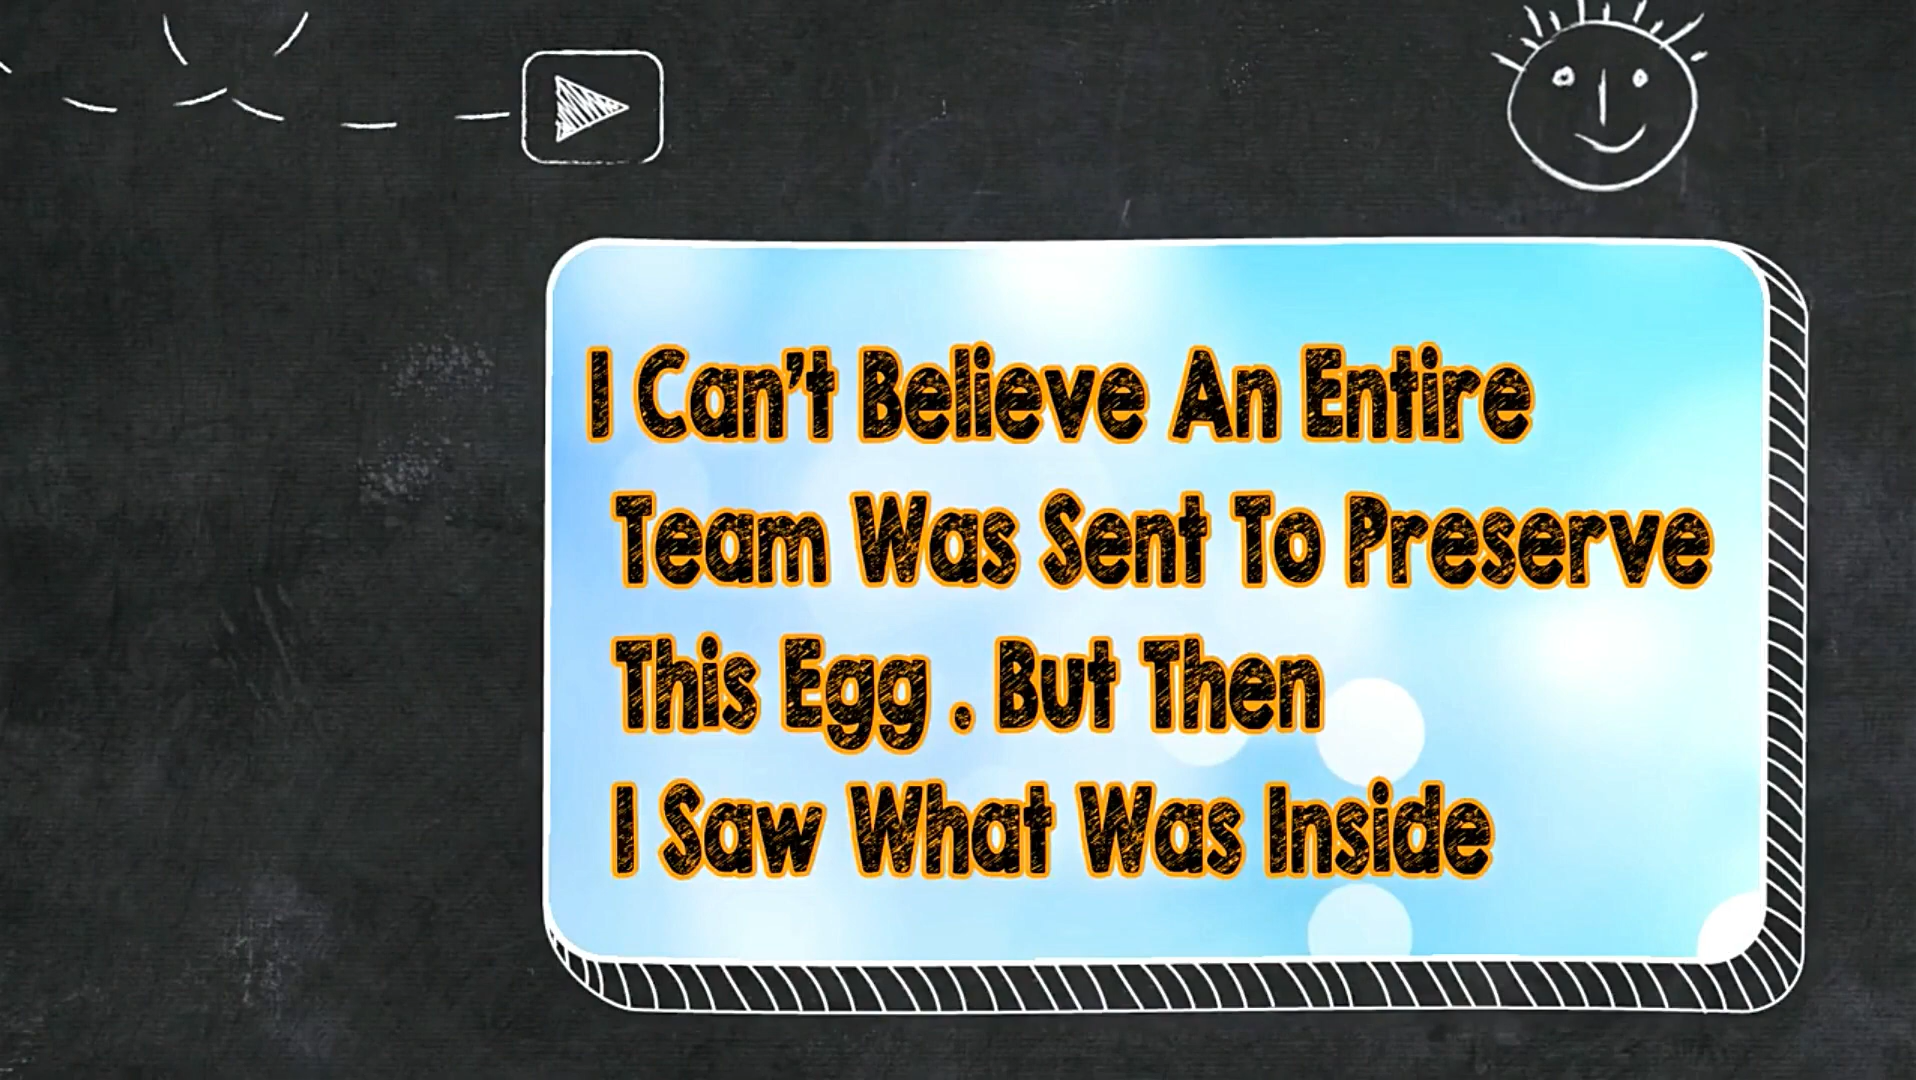 I Can't Believe An Entire
Team Was Sent To Preserve
This Egg . But Then
I Saw What Was Inside